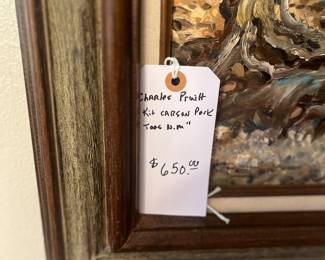 Charles Pruitt
Kit Carson Park
Taos N.M"
$650.00